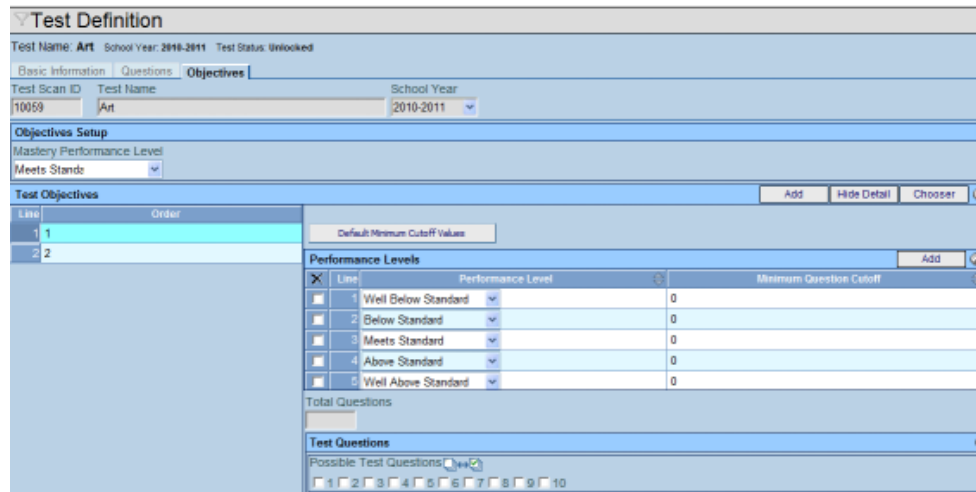 Test Definition
Test Name: Art School Year: 2010-2011 Test Status: Unlocked
Basic Information Questions Objectives
Test Scan ID Test Name School Year
10059 Art 2010-2011
Objectives Setup
Mastery Performance Level
Meets Standa
Test Objectives Add Hide Detail Chooser
Line Order
1 1
2 2
Default Minimum Cutoff Values
Performance Levels Add
X Line Performance Level Minimum Question Cutoff
1 Well Below Standard 0
2 Below Standard 0
3 Meets Standard 0
4 Above Standard 0
5 Well Above Standard 0
Total Questions
Test Questions
Possible Test Questions
1 2 3 4 5 6 7 8 9 10